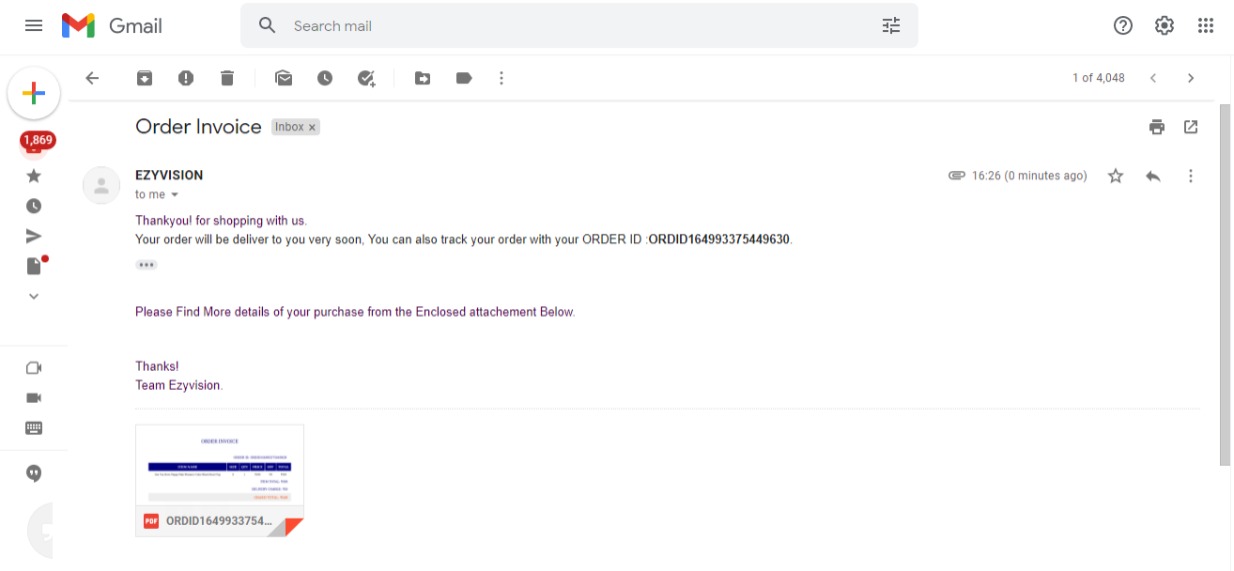 Gmail
Search mail
1 of 4,048
1,869
Order Invoice
Inbox x
EZYVISION
16:26 (0 minutes ago)
to me
Thankyou! for shopping with us.
Your order will be deliver to you very soon, You can also track your order with your ORDER ID :ORDID164993375449630.
Please Find More details of your purchase from the Enclosed attachement Below.
Thanks!
Team Ezyvision.
ORDER INVOICE
PDF ORDID1649933754...